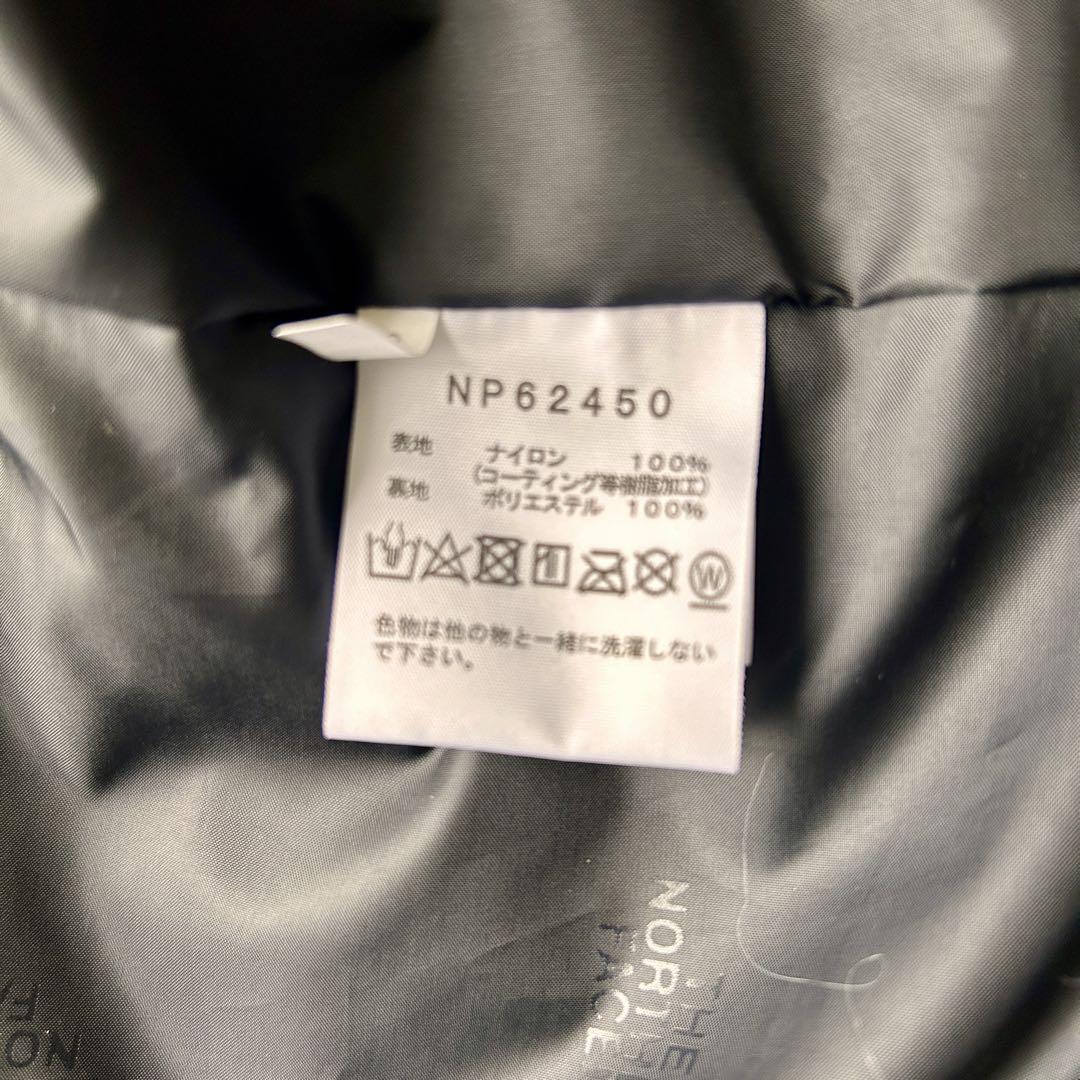 NP62450
表地 ナイロン 100%
(コーティング等樹脂加工)
裏地 ポリエステル 100%
W
色物は他の物と一緒に洗濯しない
で下さい。
THE
NORTH
FACE